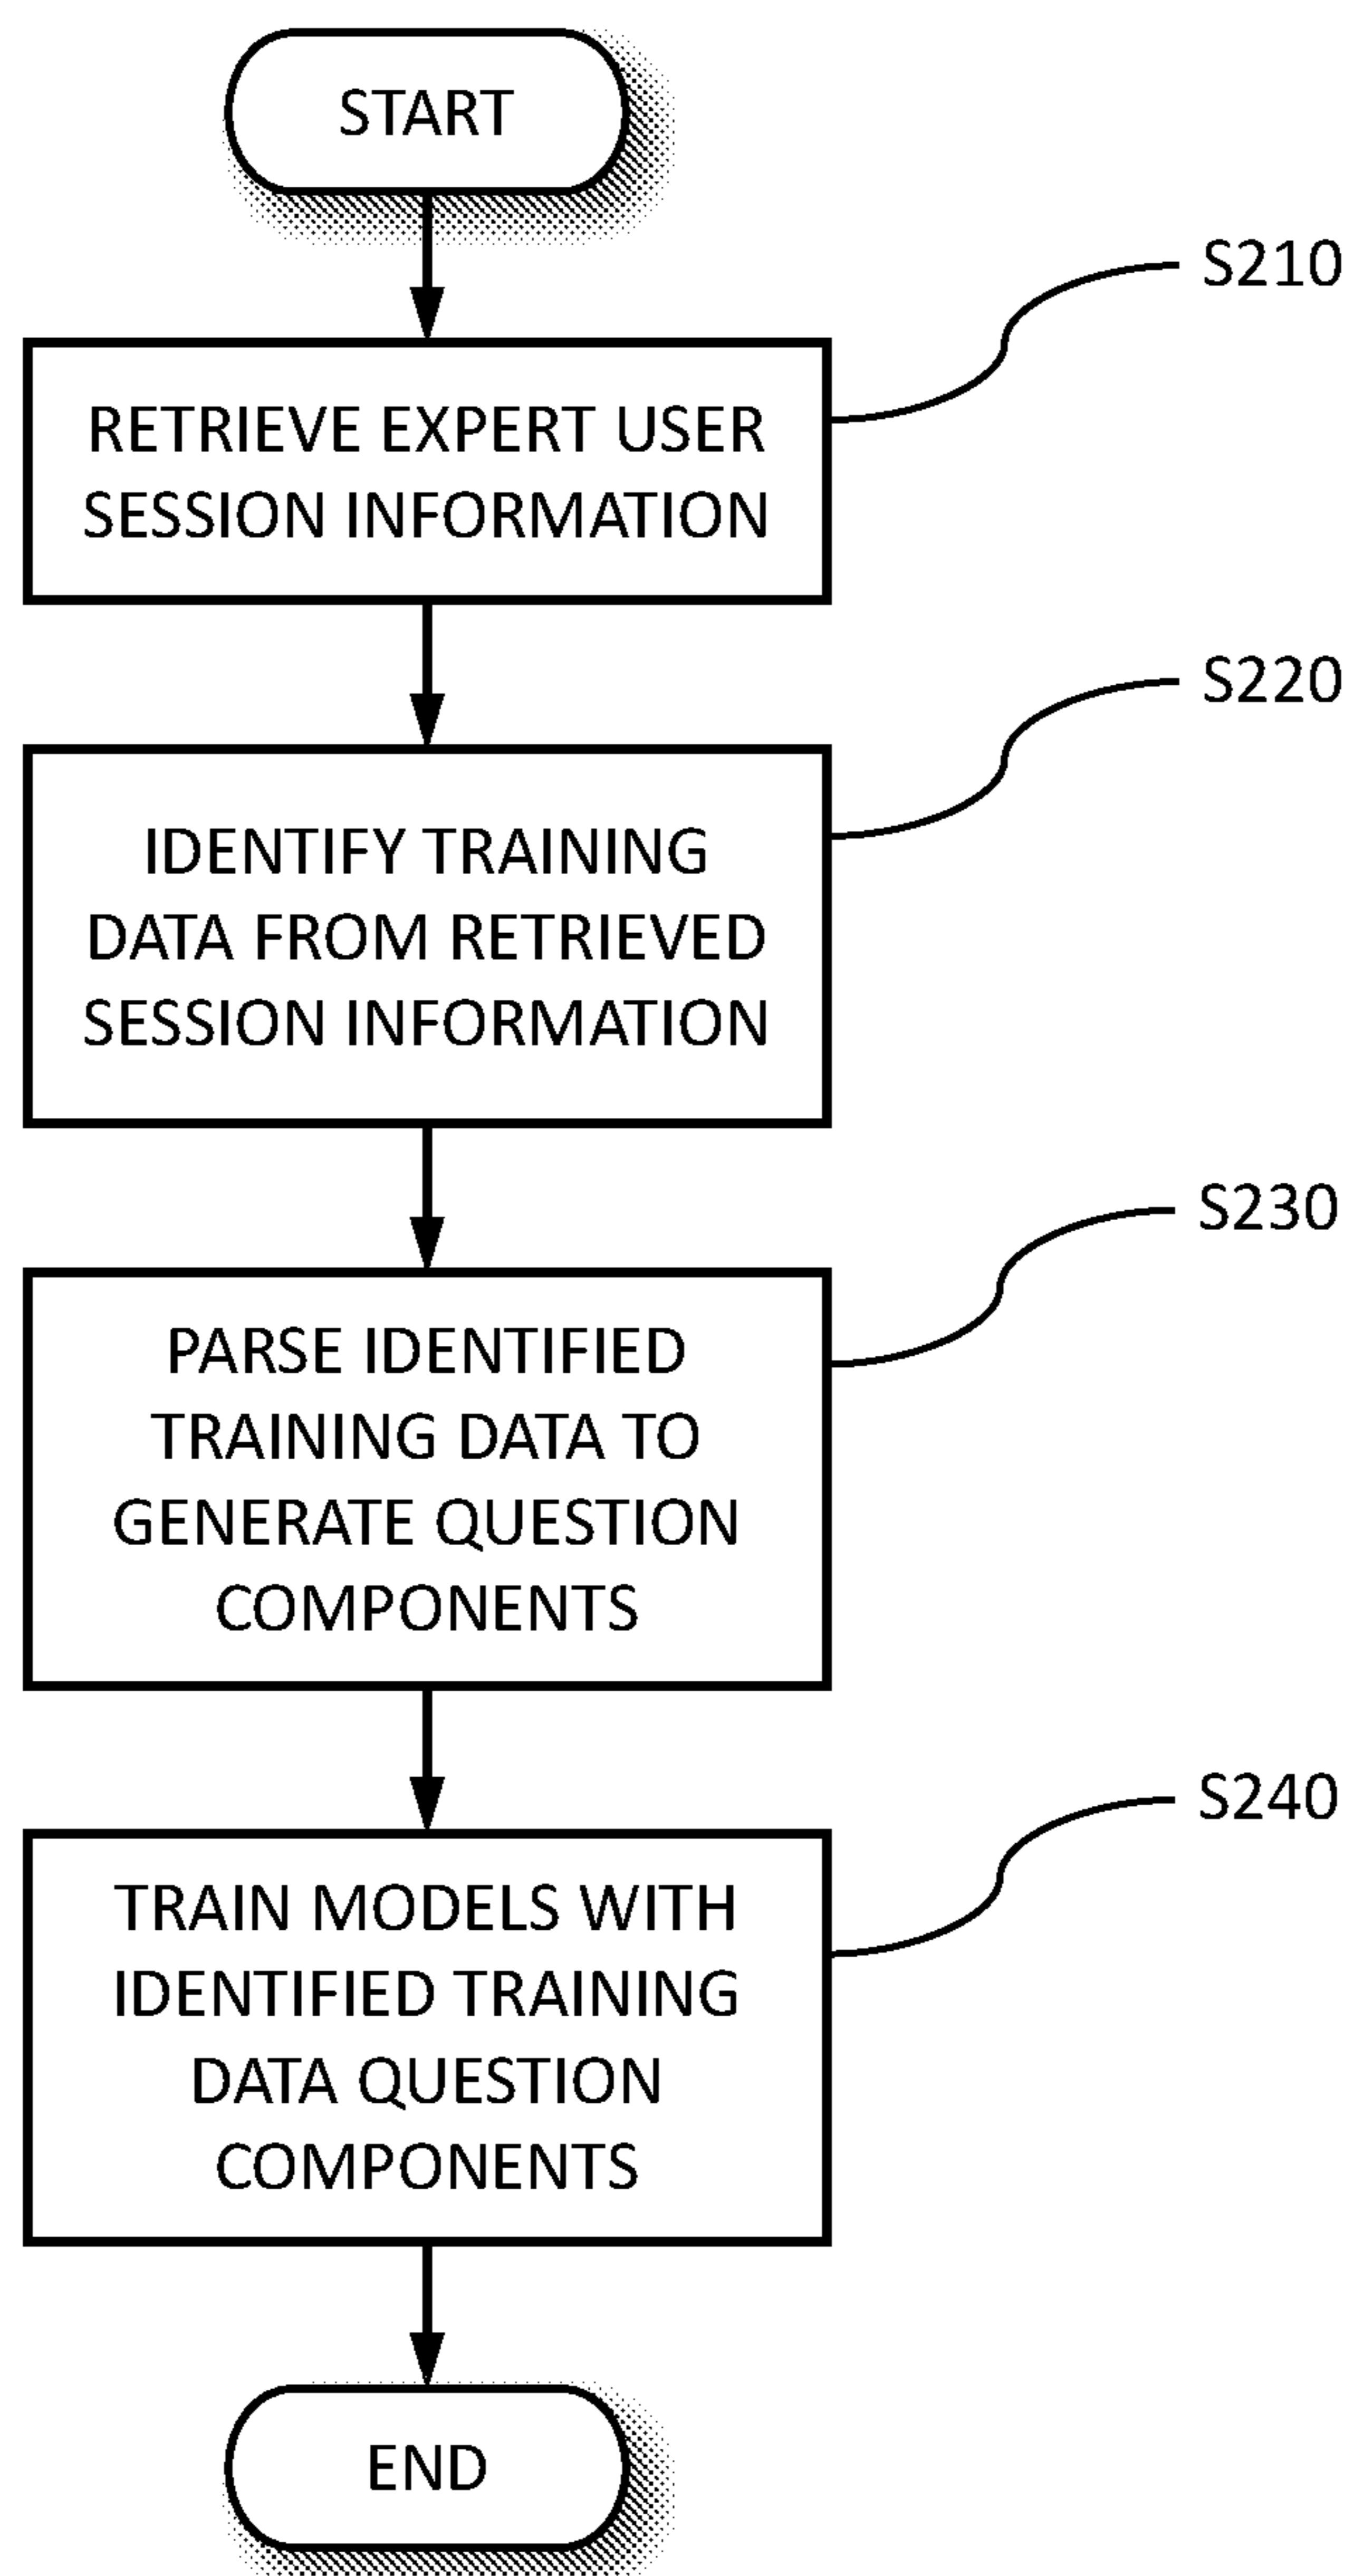 START
S210
RETRIEVE EXPERT USER
SESSION INFORMATION
S220
IDENTIFY TRAINING
DATA FROM RETRIEVED
SESSION INFORMATION
S230
PARSE IDENTIFIED
TRAINING DATA TO
GENERATE QUESTION
COMPONENTS
S240
TRAIN MODELS WITH
IDENTIFIED TRAINING
DATA QUESTION
COMPONENTS
END